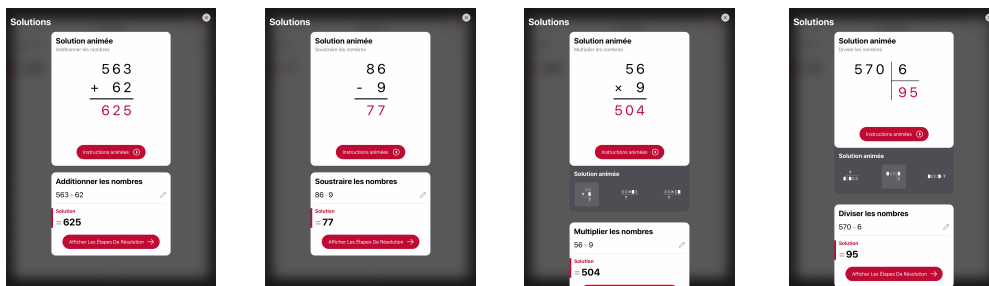 Solutions
Solution animée
Additionner les nombres
563
+ 62
625
Instructions animées
Additionner les nombres
563 + 62
Solution
= 625
Afficher Les Étapes De Résolution
Solutions
Solution animée
Soustraire les nombres
86
- 9
77
Instructions animées
Soustraire les nombres
86 - 9
Solution
= 77
Afficher Les Étapes De Résolution
Solutions
Solution animée
Multiplier les nombres
56
× 9
504
Instructions animées
Solution animée
Multiplier les nombres
56 × 9
Solution
= 504
Solutions
Solution animée
Diviser les nombres
570 6
95
Instructions animées
Solution animée
Diviser les nombres
570 ÷ 6
Solution
= 95
Afficher Les Étapes De Résolution